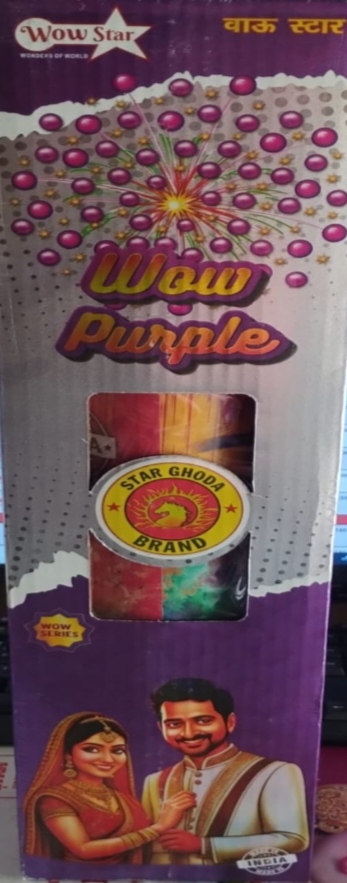 Wow Star
WONDERS OF WORLD
वाऊ स्टार
Wow
Purple
STAR GHODA
BRAND
WOW
SERIES
INDIA